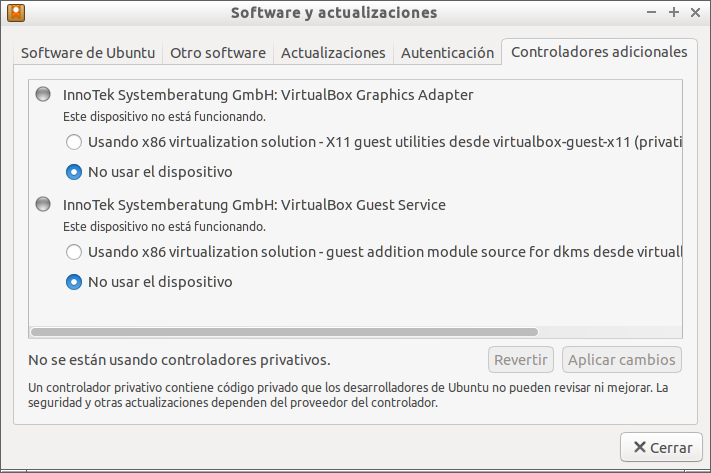 Software y actualizaciones
Software de Ubuntu
Otro software
Actualizaciones
Autenticación
Controladores adicionales
InnoTek Systemberatung GmbH: VirtualBox Graphics Adapter
Este dispositivo no está funcionando.
Usando x86 virtualization solution - X11 guest utilities desde virtualbox-guest-x11 (privati
No usar el dispositivo
InnoTek Systemberatung GmbH: VirtualBox Guest Service
Este dispositivo no está funcionando.
Usando x86 virtualization solution - guest addition module source for dkms desde virtuall
No usar el dispositivo
No se están usando controladores privativos.
Revertir
Aplicar cambios
Un controlador privativo contiene código privado que los desarrolladores de Ubuntu no pueden revisar ni mejorar. La
seguridad y otras actualizaciones dependen del proveedor del controlador.
Cerrar